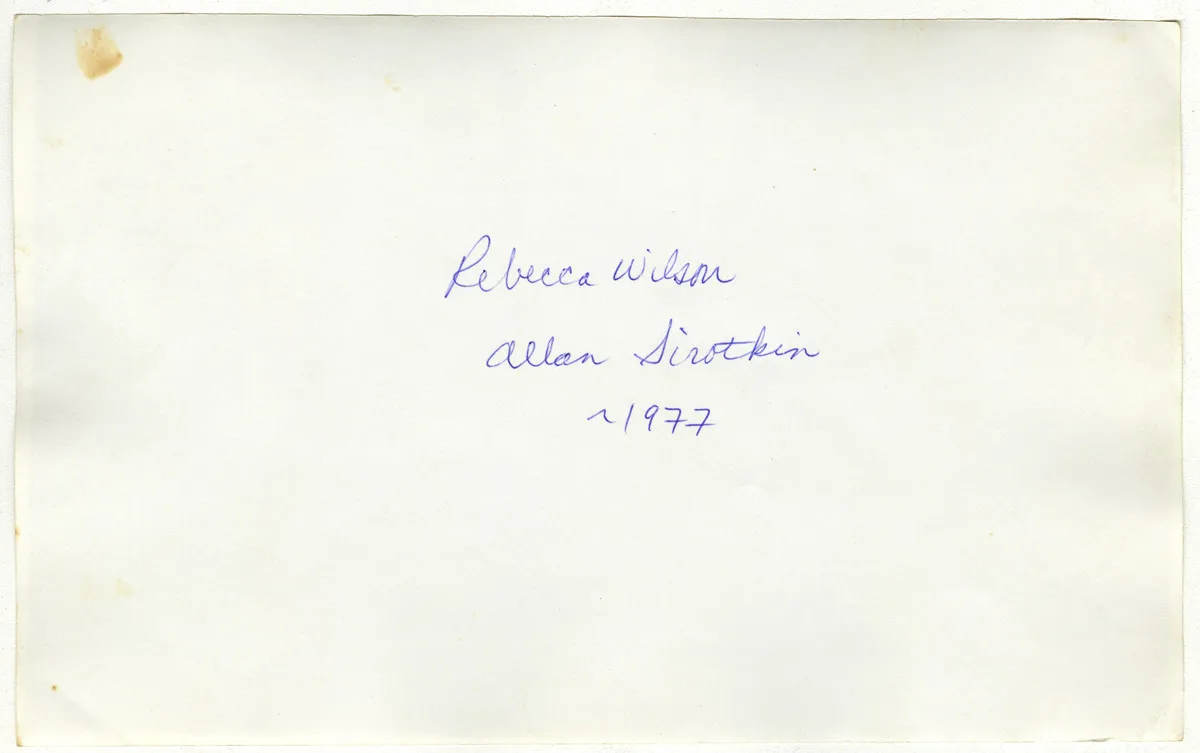 Rebecca Wilson
Allan Sirotkin
~1977